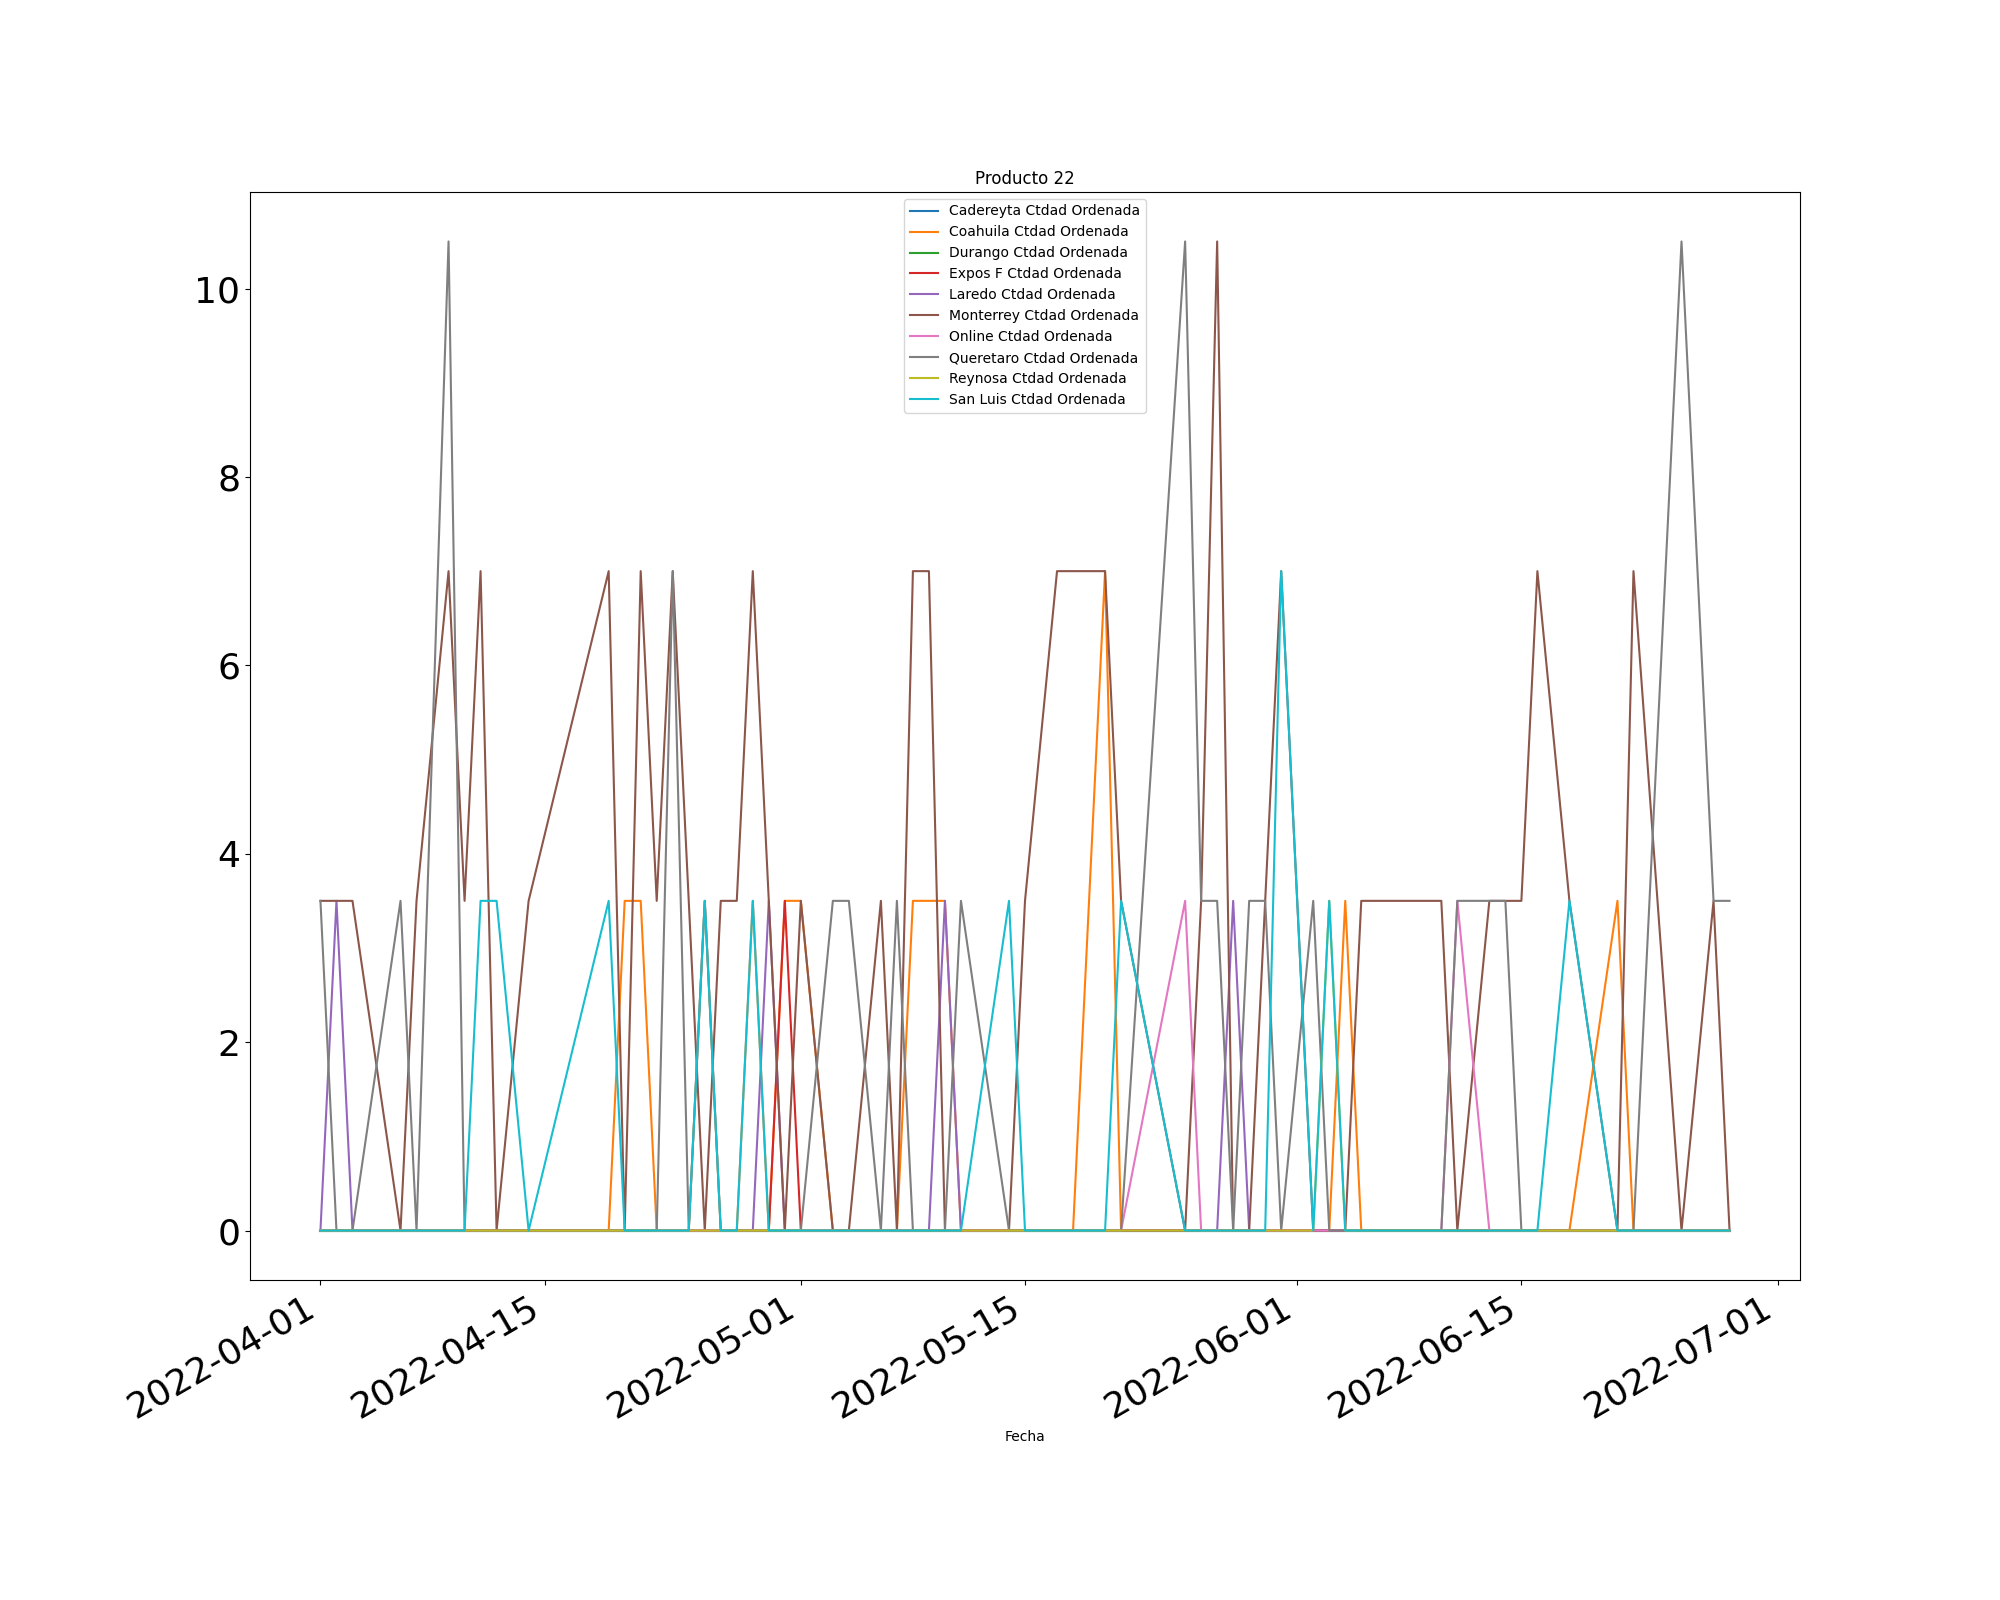 Producto 22
Cadereyta Ctdad Ordenada
Coahuila Ctdad Ordenada
Durango Ctdad Ordenada
Expos F Ctdad Ordenada
Laredo Ctdad Ordenada
Monterrey Ctdad Ordenada
Online Ctdad Ordenada
Queretaro Ctdad Ordenada
Reynosa Ctdad Ordenada
San Luis Ctdad Ordenada
10
8
6
4
2
0
2022-04-01
2022-04-15
2022-05-01
2022-05-15
2022-06-01
2022-06-15
2022-07-01
Fecha